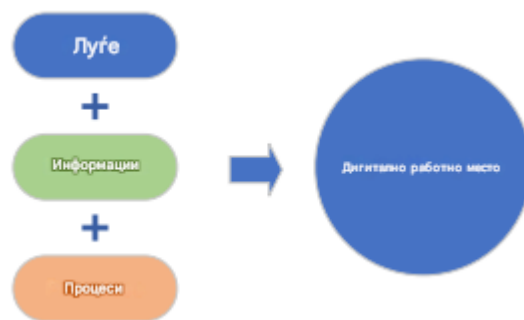 Луѓе
+
Информации
+
Процеси
Дигитално работно место